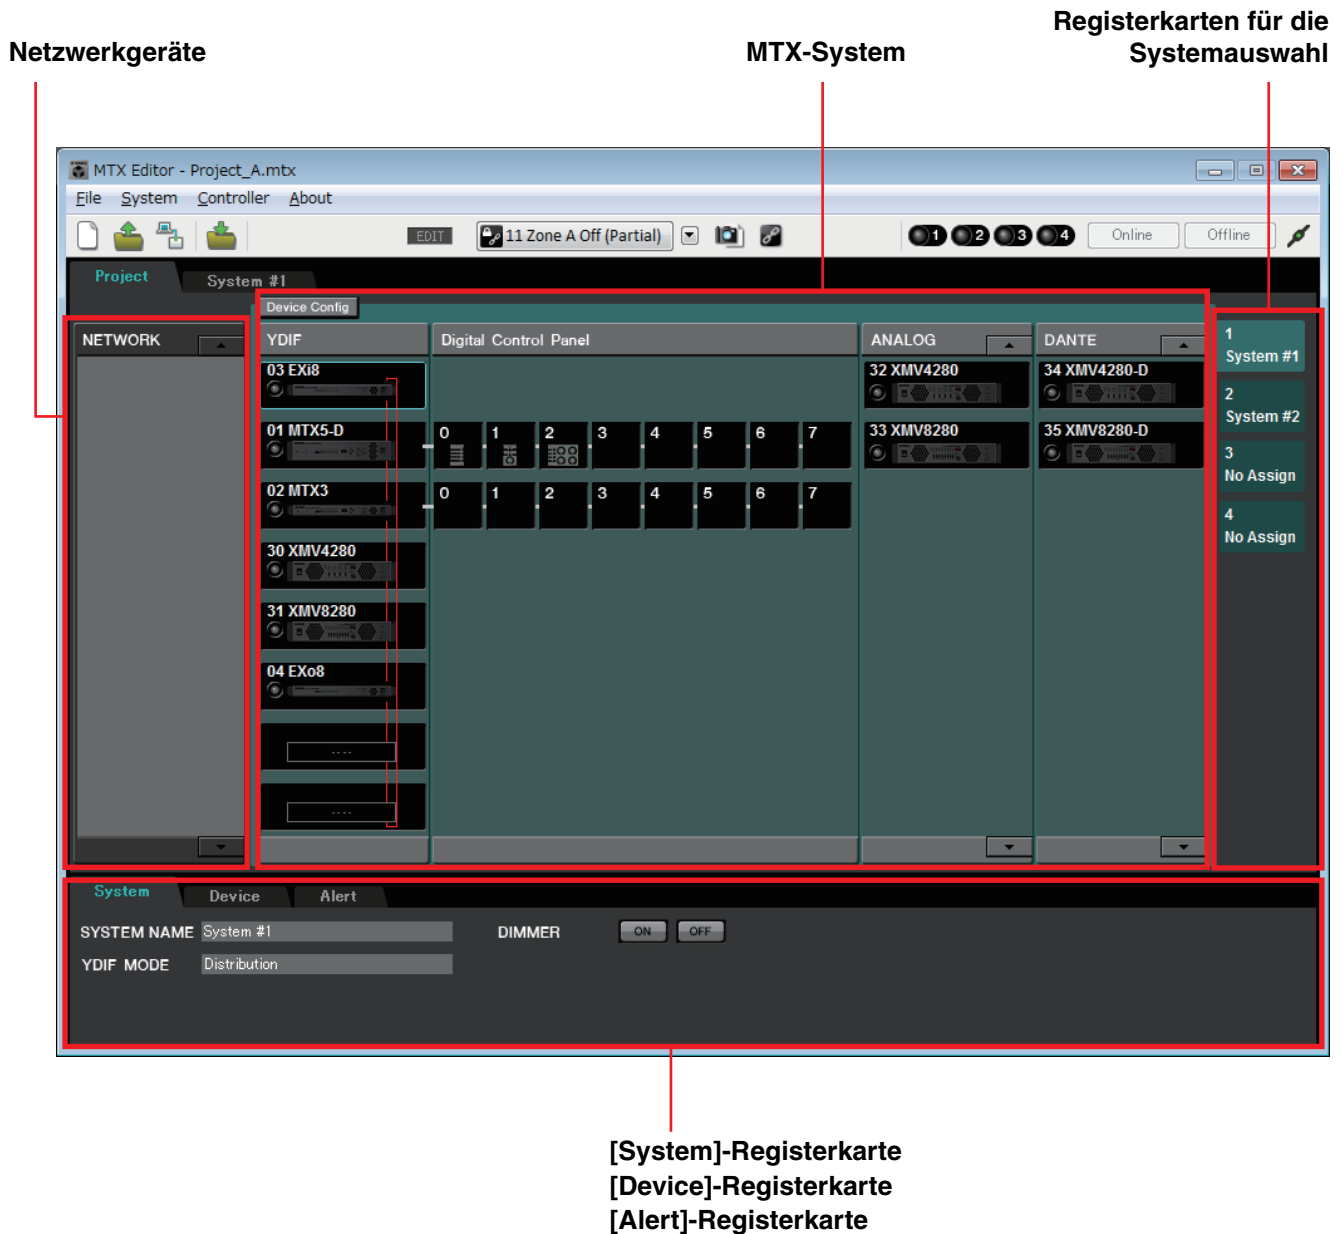 Registerkarten für die
Systemauswahl
Netzwerkgeräte
MTX-System
MTX Editor - Project_A.mtx
File System Controller About
EDIT
11 Zone A Off (Partial)
1 2 3 4
Online
Offline
Project
System #1
Device Config
NETWORK
YDIF
Digital Control Panel
ANALOG
DANTE
03 EXi8
01 MTX5-D
0 1 2 3 4 5 6 7
02 MTX3
0 1 2 3 4 5 6 7
30 XMV4280
31 XMV8280
04 EXo8
----
----
32 XMV4280
33 XMV8280
34 XMV4280-D
35 XMV8280-D
1
System #1
2
System #2
3
No Assign
4
No Assign
System
Device
Alert
SYSTEM NAME System #1
DIMMER ON OFF
YDIF MODE Distribution
[System]-Registerkarte
[Device]-Registerkarte
[Alert]-Registerkarte